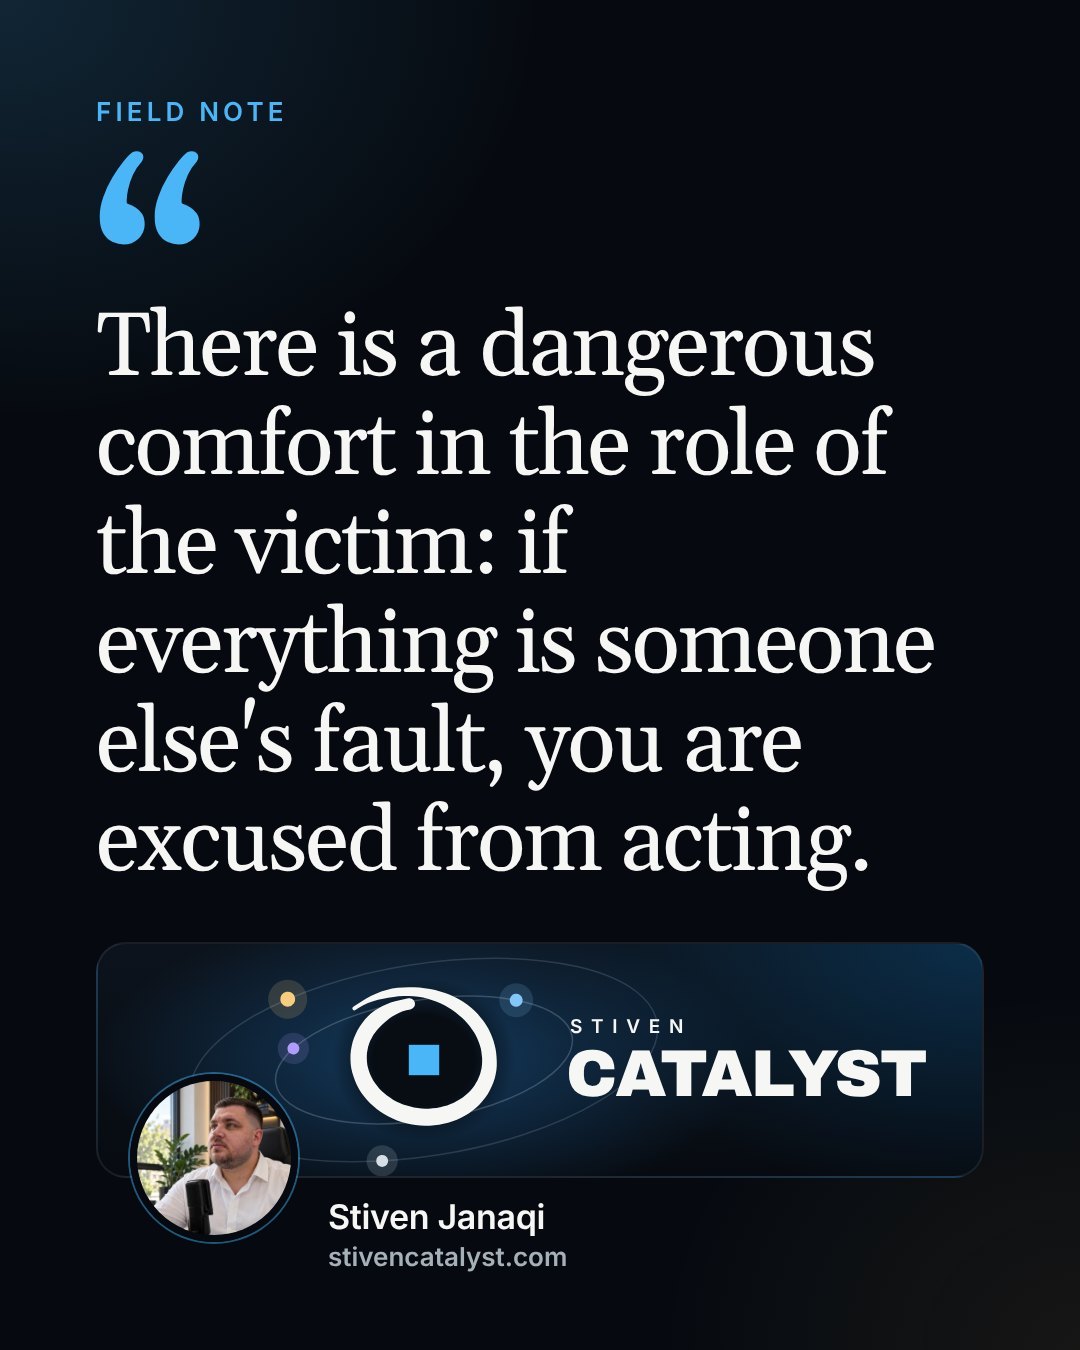 FIELD NOTE
“
There is a dangerous
comfort in the role of
the victim: if
everything is someone
else's fault, you are
excused from acting.
STIVEN
CATALYST
Stiven Janaqi
stivencatalyst.com